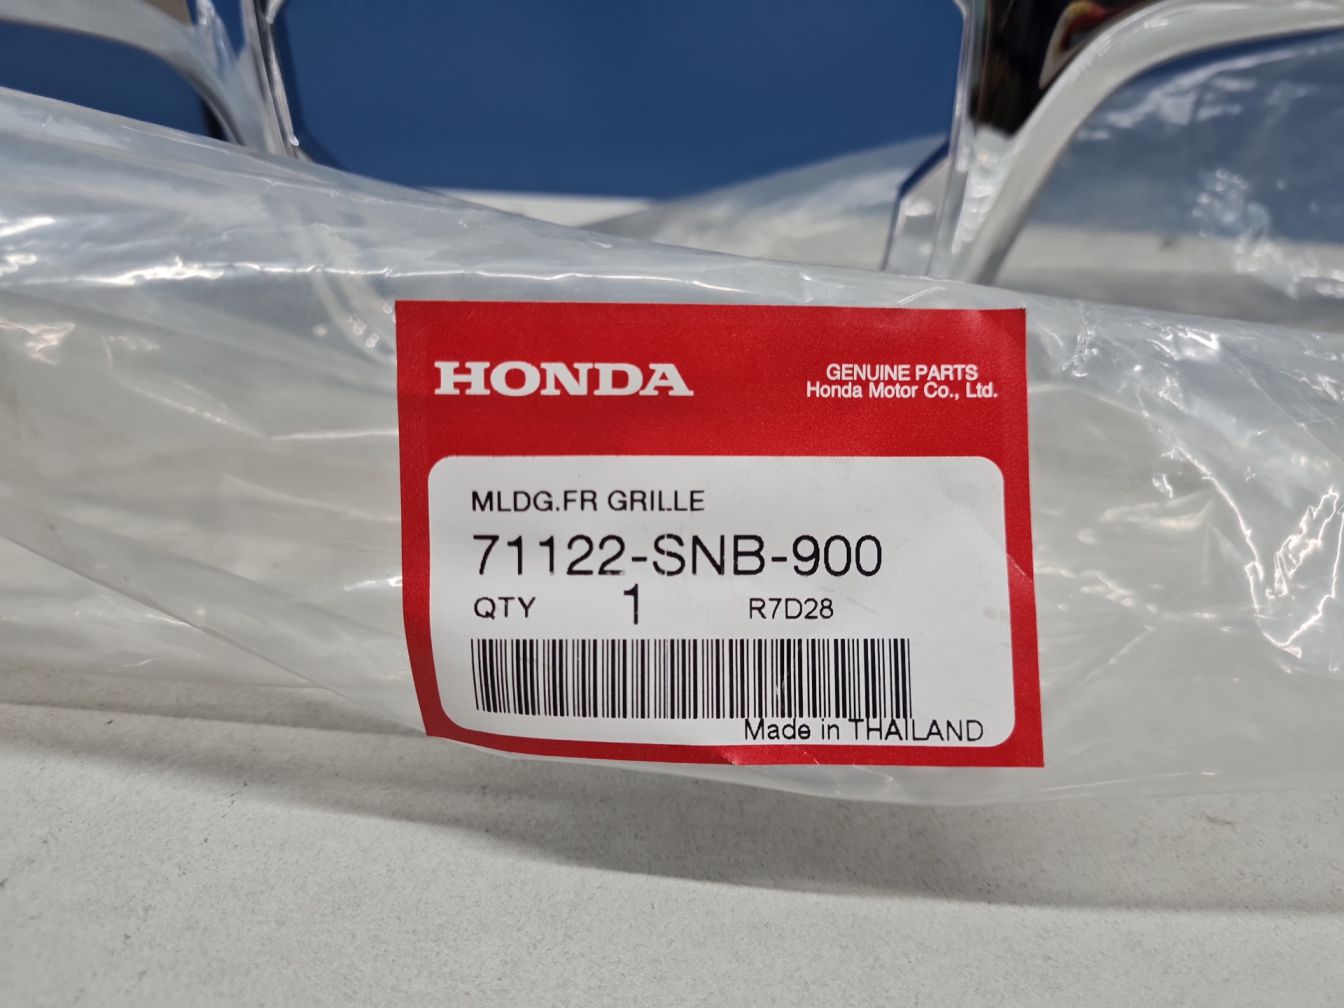 HONDA
GENUINE PARTS
Honda Motor Co., Ltd.
MLDG.FR GRILLE
71122-SNB-900
QTY 1 R7D28
Made in THAILAND